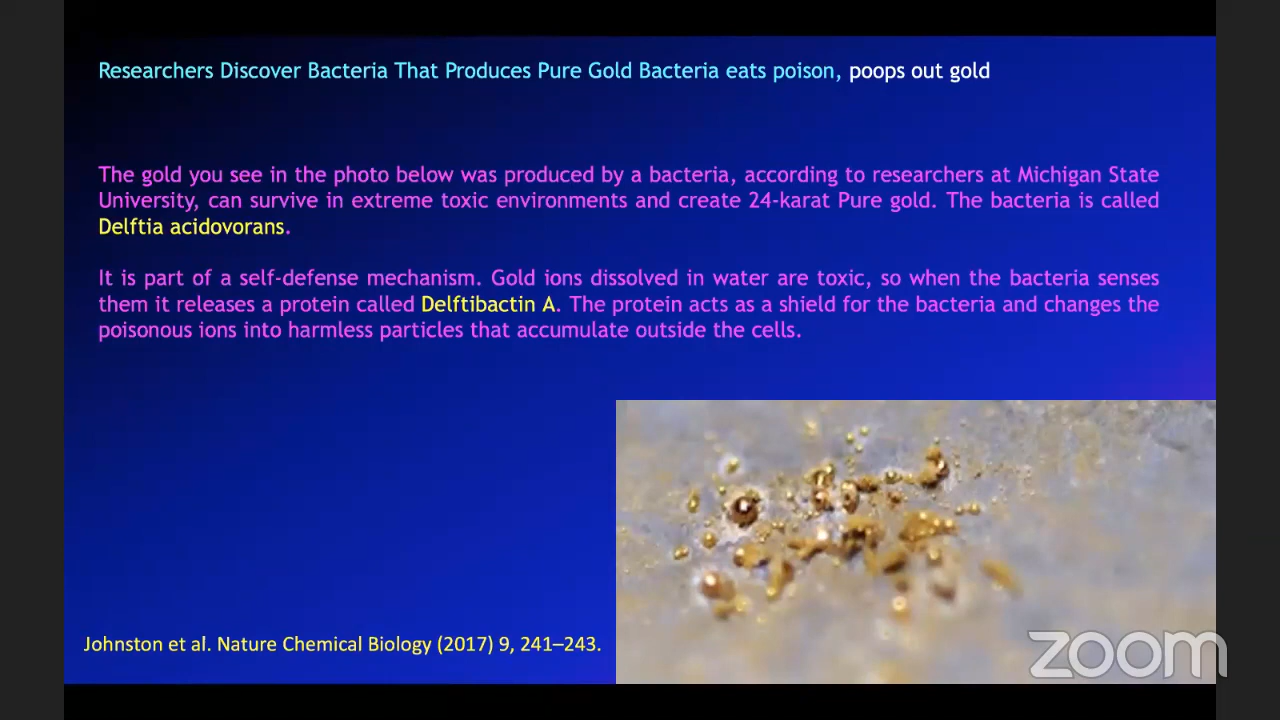 Researchers Discover Bacteria That Produces Pure Gold Bacteria eats poison, poops out gold
The gold you see in the photo below was produced by a bacteria, according to researchers at Michigan State
University, can survive in extreme toxic environments and create 24-karat Pure gold. The bacteria is called
Delftia acidovorans.
It is part of a self-defense mechanism. Gold ions dissolved in water are toxic, so when the bacteria senses
them it releases a protein called Delftibactin A. The protein acts as a shield for the bacteria and changes the
poisonous ions into harmless particles that accumulate outside the cells.
Johnston et al. Nature Chemical Biology (2017) 9, 241–243.
zoom